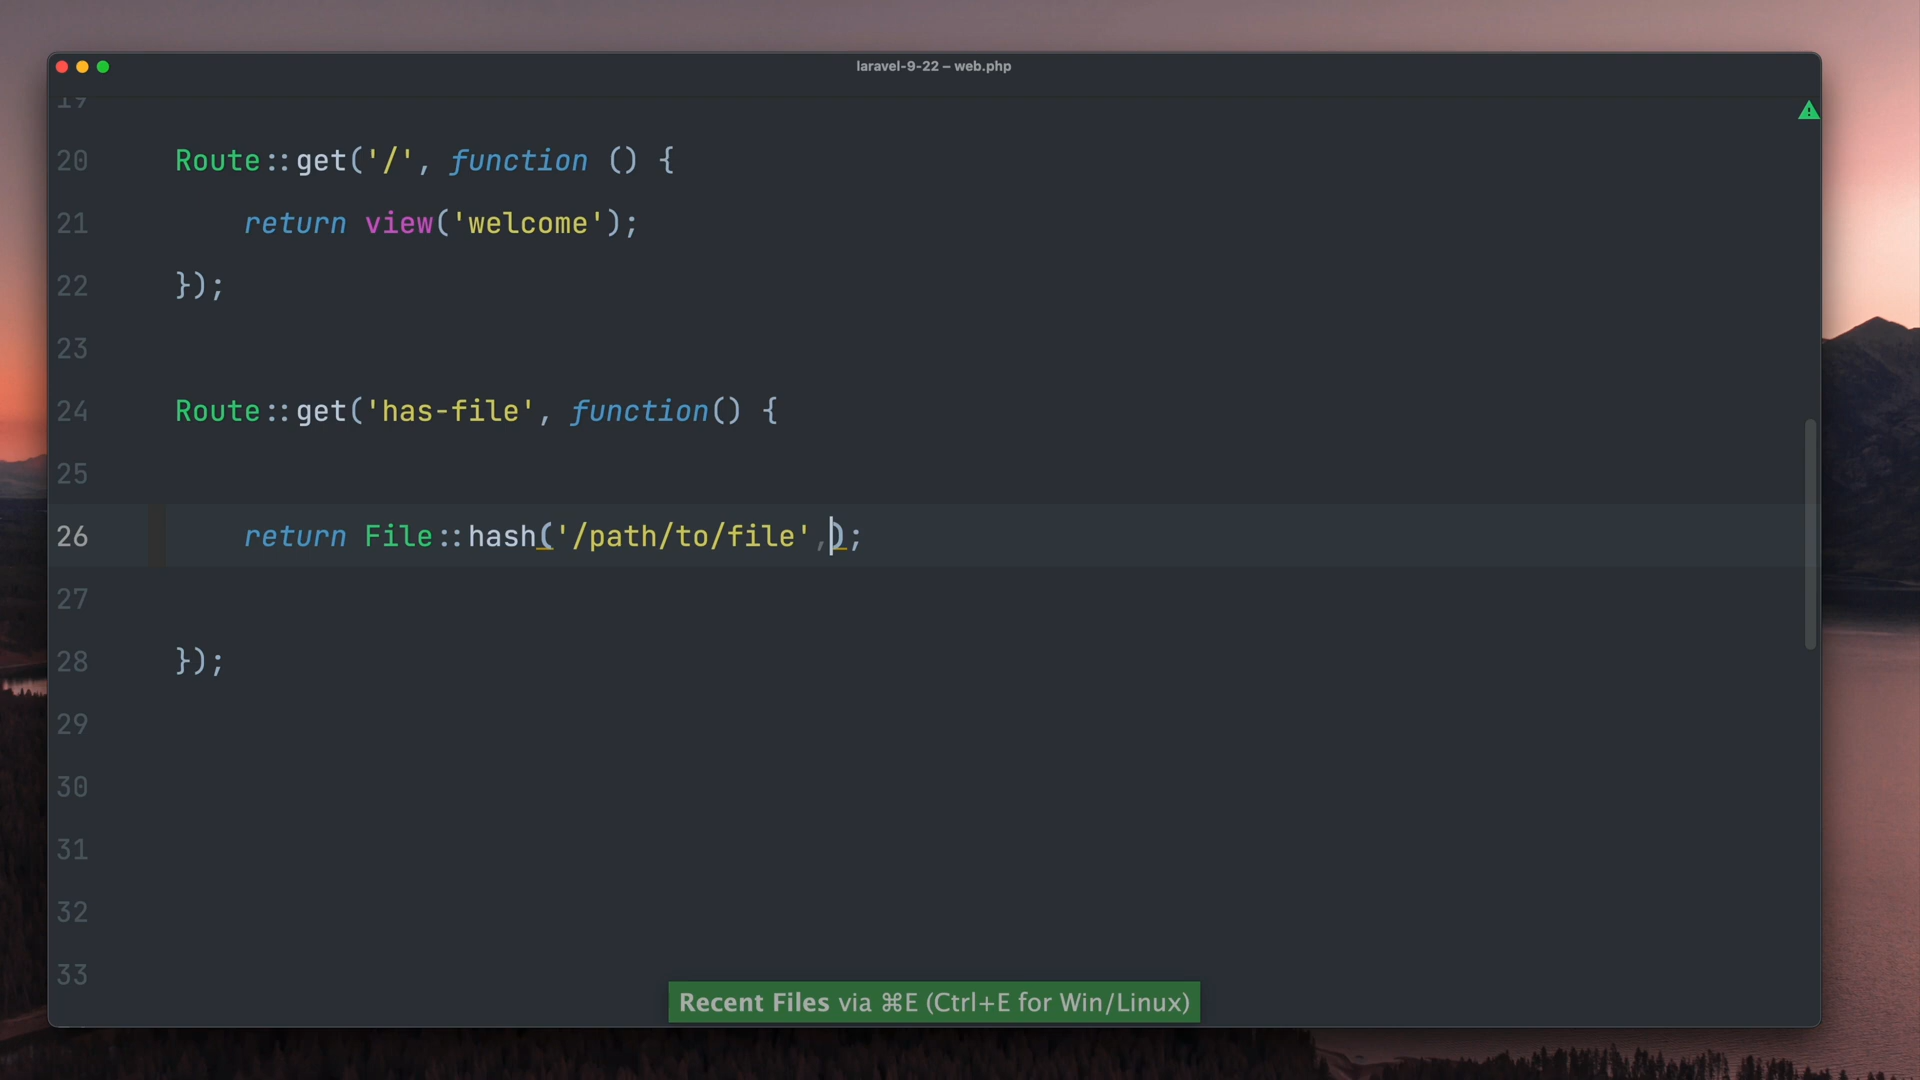 laravel-9-22 – web.php
19
20 Route::get('/', function () {
21 return view('welcome');
22 });
23
24 Route::get('has-file', function() {
25
26 return File::hash('/path/to/file',);
27
28 });
29
30
31
32
33
Recent Files via ⌘E (Ctrl+E for Win/Linux)